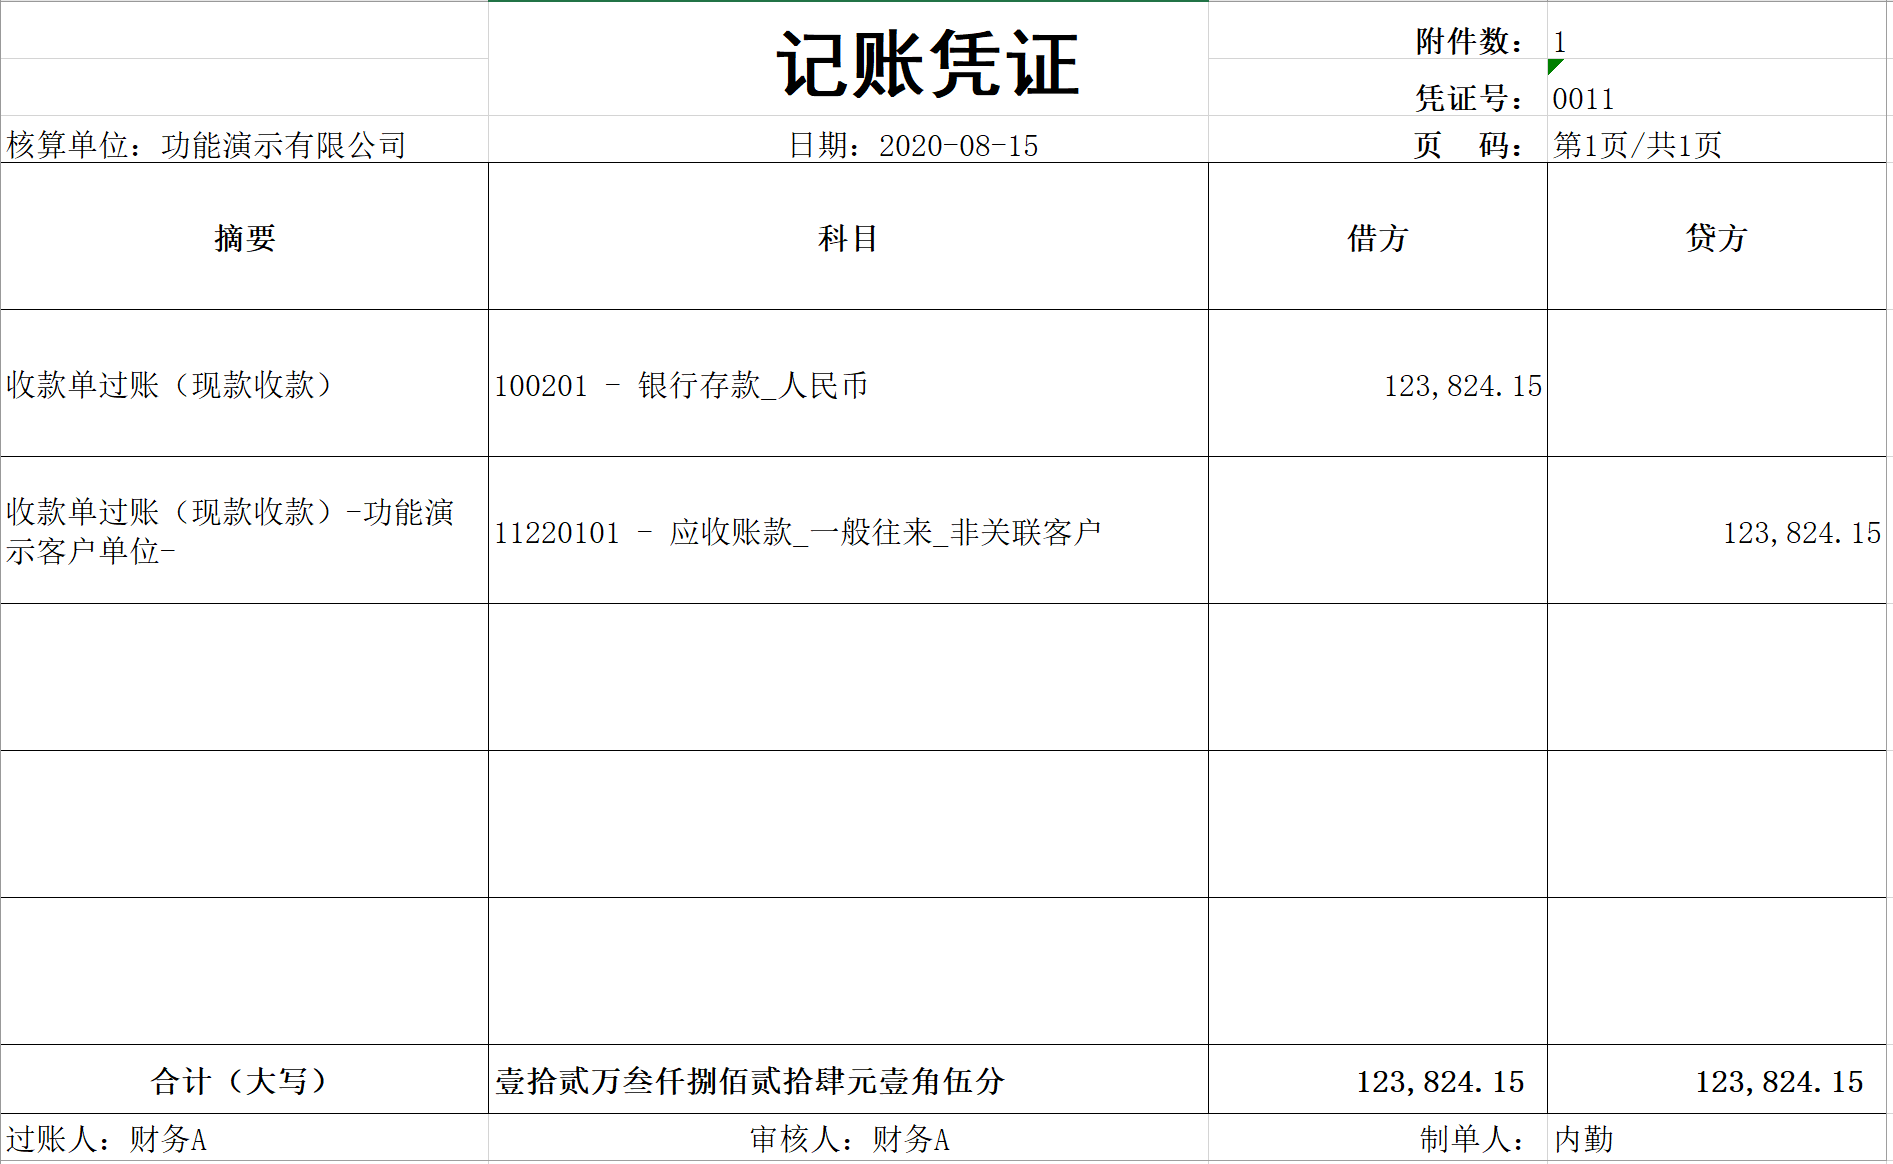 记账凭证
附件数： 1
凭证号： 0011
核算单位：功能演示有限公司 日期：2020-08-15 页 码： 第1页/共1页
摘要 科目 借方 贷方
收款单过账（现款收款） 100201 - 银行存款_人民币 123,824.15
收款单过账（现款收款）-功能演
示客户单位- 11220101 - 应收账款_一般往来_非关联客户 123,824.15
合计（大写） 壹拾贰万叁仟捌佰贰拾肆元壹角伍分 123,824.15 123,824.15
过账人：财务A 审核人：财务A 制单人： 内勤